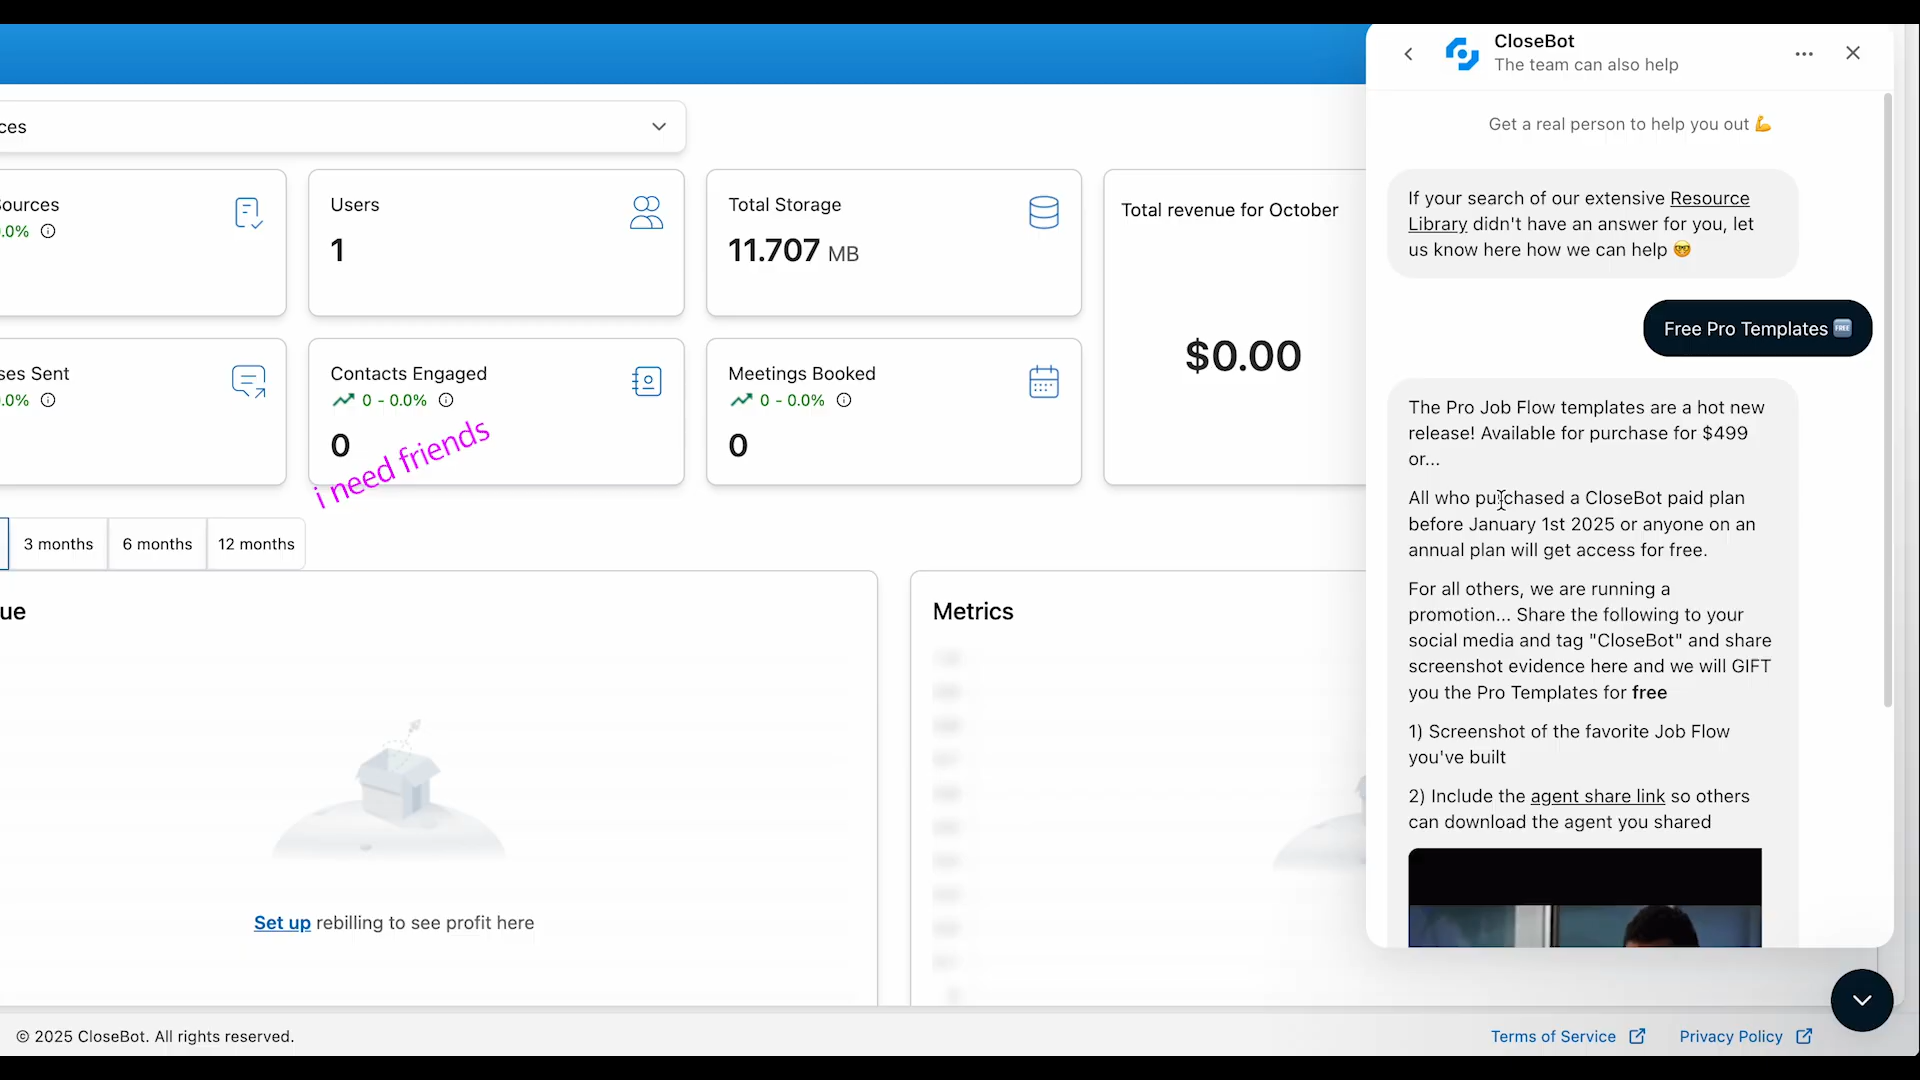 CloseBot
The team can also help
ces
Get a real person to help you out 💪
ources
.0%
Users
1
Total Storage
11.707 MB
Total revenue for October
$0.00
If your search of our extensive Resource
Library didn't have an answer for you, let
us know here how we can help 🤓
Free Pro Templates 🆓
ses Sent
.0%
Contacts Engaged
0 - 0.0%
0
i need friends
Meetings Booked
0 - 0.0%
0
The Pro Job Flow templates are a hot new
release! Available for purchase for $499
or...
All who purchased a CloseBot paid plan
before January 1st 2025 or anyone on an
annual plan will get access for free.
For all others, we are running a
promotion... Share the following to your
social media and tag "CloseBot" and share
screenshot evidence here and we will GIFT
you the Pro Templates for free
1) Screenshot of the favorite Job Flow
you've built
2) Include the agent share link so others
can download the agent you shared
3 months
6 months
12 months
ue
Metrics
Set up rebilling to see profit here
© 2025 CloseBot. All rights reserved.
Terms of Service
Privacy Policy